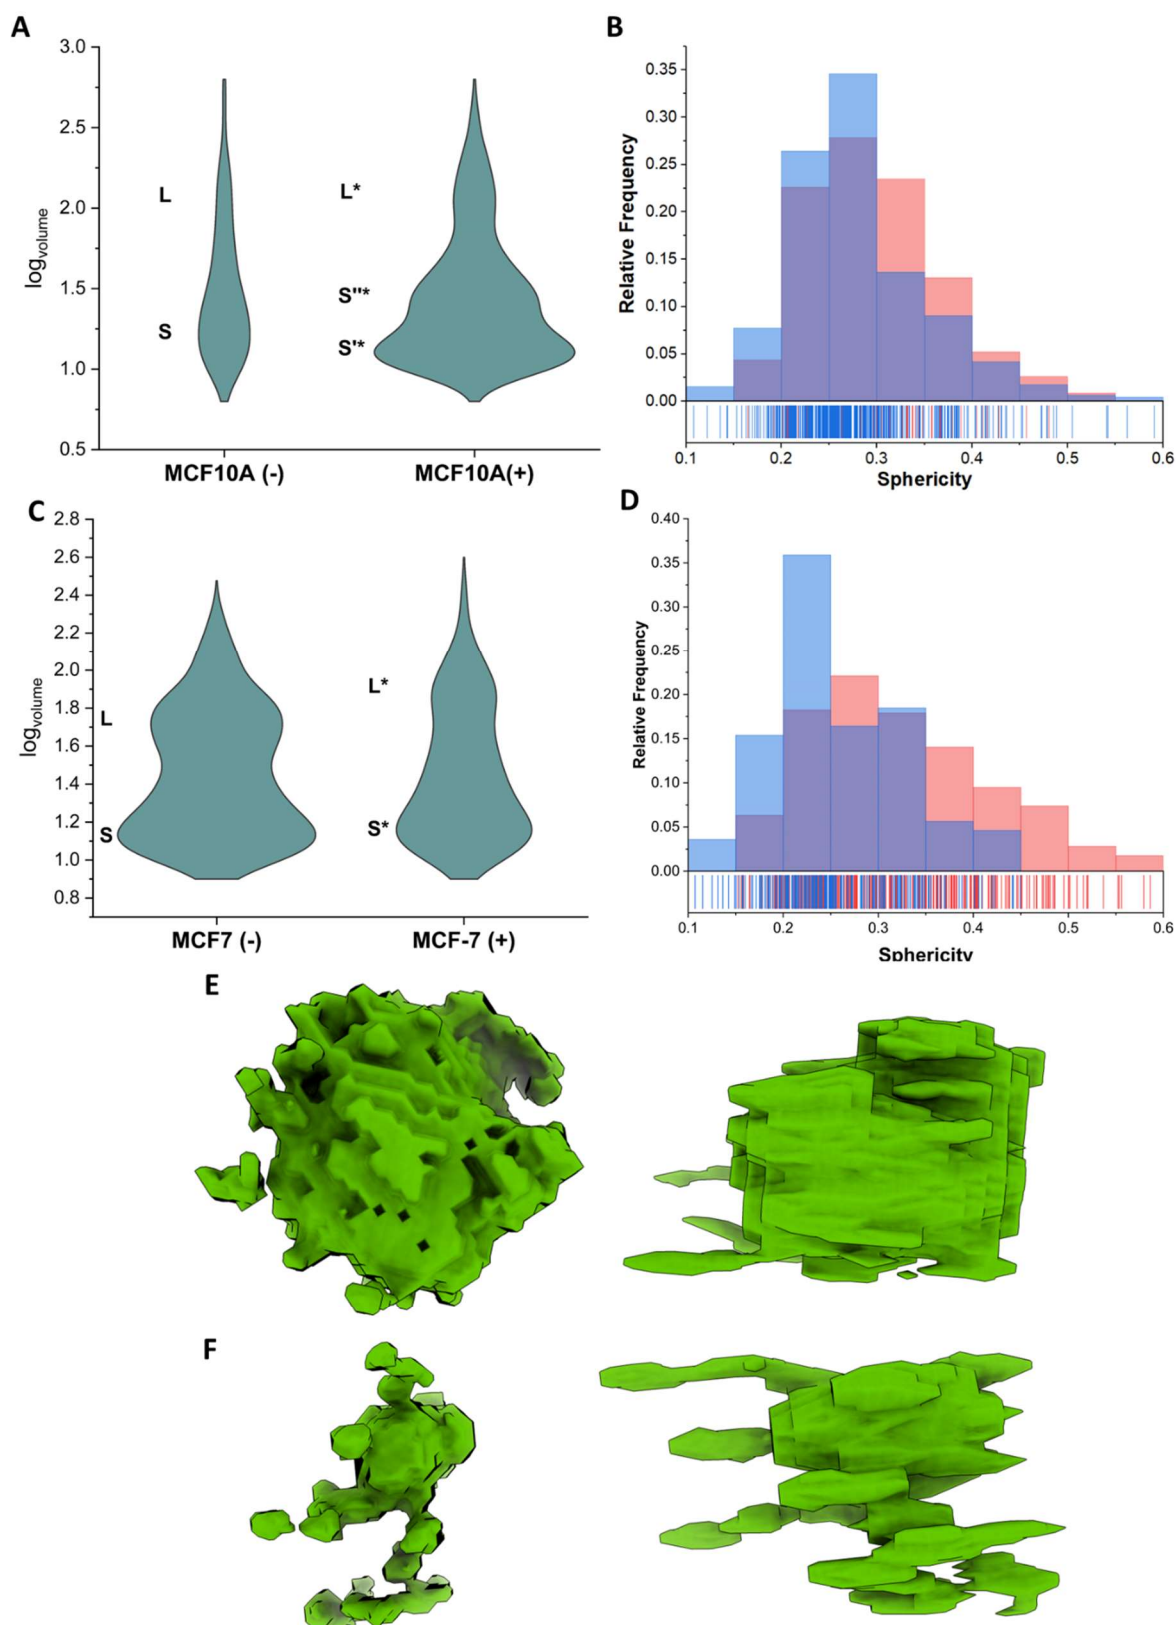 A
3.0
2.5
2.0
1.5
1.0
0.5
logvolume
L
S
L*
S''*
S'*
MCF10A (-)
MCF10A(+)
B
0.35
0.30
0.25
0.20
0.15
0.10
0.05
0.00
Relative Frequency
0.1
0.2
0.3
0.4
0.5
0.6
Sphericity
C
2.8
2.6
2.4
2.2
2.0
1.8
1.6
1.4
1.2
1.0
0.8
logvolume
L
S
L*
S*
MCF7 (-)
MCF-7 (+)
D
0.40
0.35
0.30
0.25
0.20
0.15
0.10
0.05
0.00
Relative Frequency
0.1
0.2
0.3
0.4
0.5
0.6
Sphericity
E
F